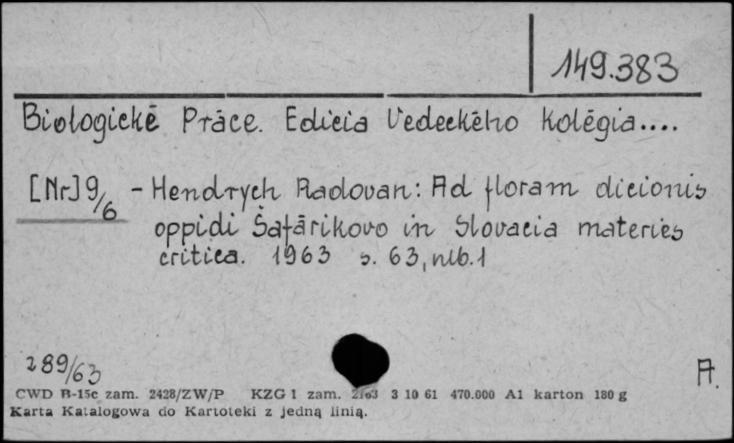 149.383
Biologické Práce. Edícia Vedeckého Kolégia....
[Nr] 9/6 - Hendrych Radovan: Ad floram dicionis
oppidi Šafárikovo in Slovacia materies
critica. 1963 s. 63, nlb. 1
289/63
A.
CWD B-15c zam. 2428/ZW/P KZG 1 zam. 3 10 61 470.000 A1 karton 180 g
Karta Katalogowa do Kartoteki z jedną linią.